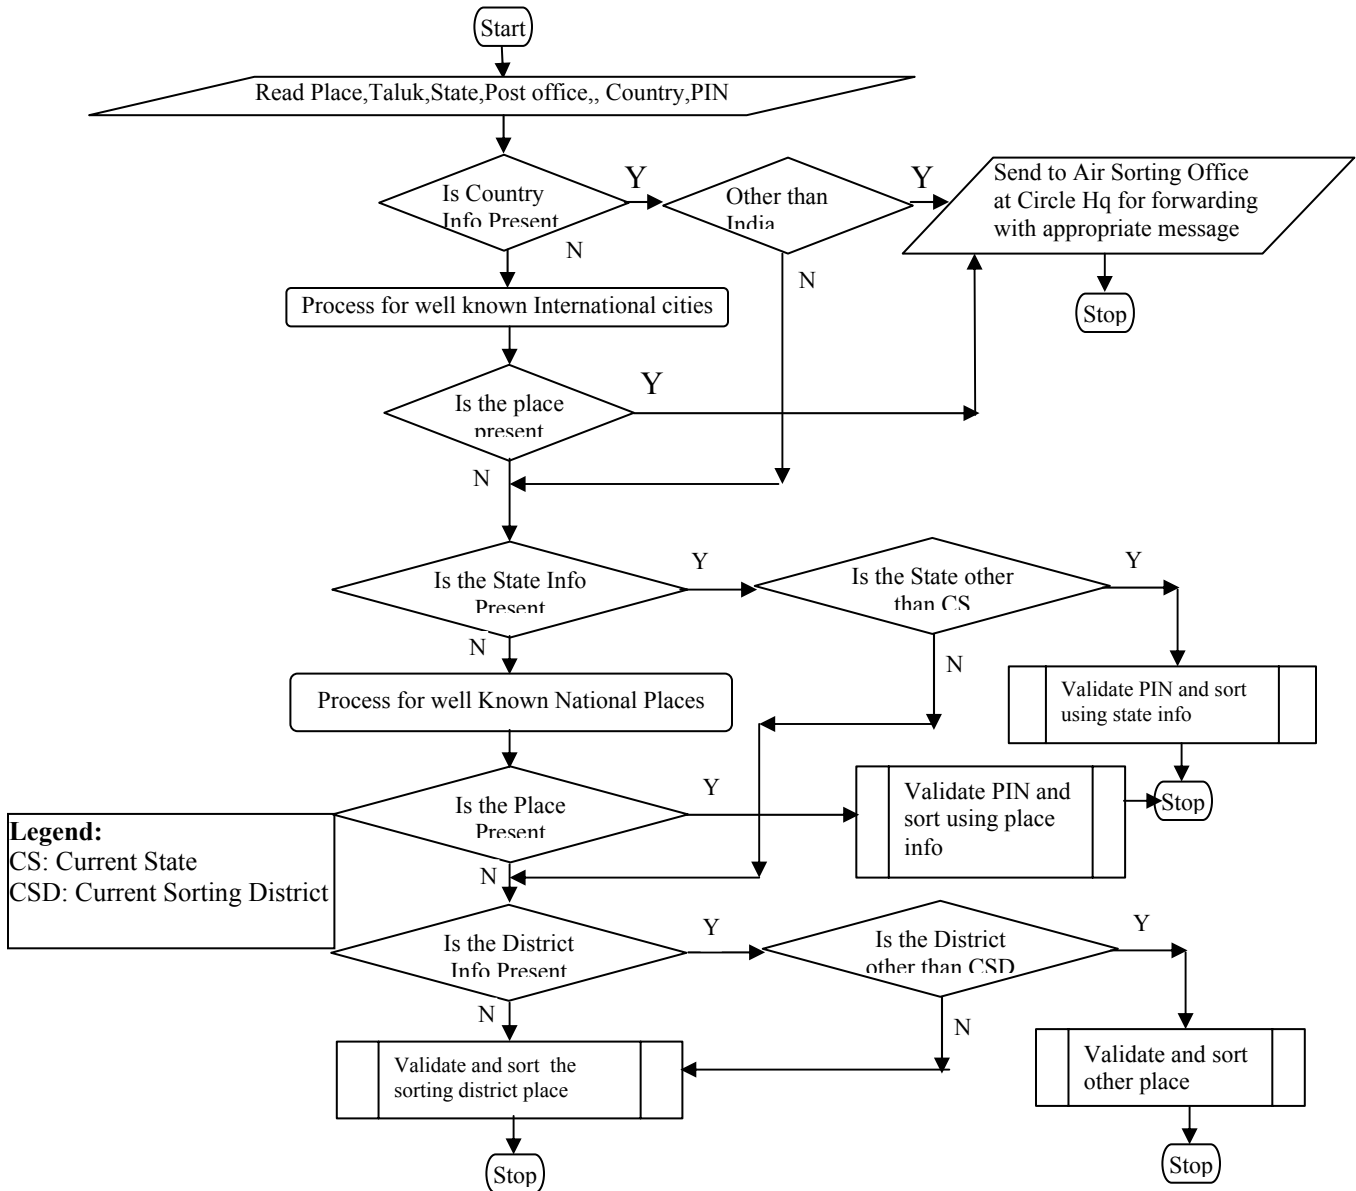 Start
Read Place,Taluk,State,Post office,, Country,PIN
Is Country
Info Present
Y
N
Other than
India
Y
N
Send to Air Sorting Office
at Circle Hq for forwarding
with appropriate message
Stop
Process for well known International cities
Is the place
present
Y
N
Is the State Info
Present
Y
N
Is the State other
than CS
Y
N
Validate PIN and sort
using state info
Stop
Process for well Known National Places
Is the Place
Present
Y
N
Validate PIN and
sort using place
info
Legend:
CS: Current State
CSD: Current Sorting District
Is the District
Info Present
Y
N
Is the District
other than CSD
Y
N
Validate and sort the
sorting district place
Stop
Validate and sort
other place
Stop